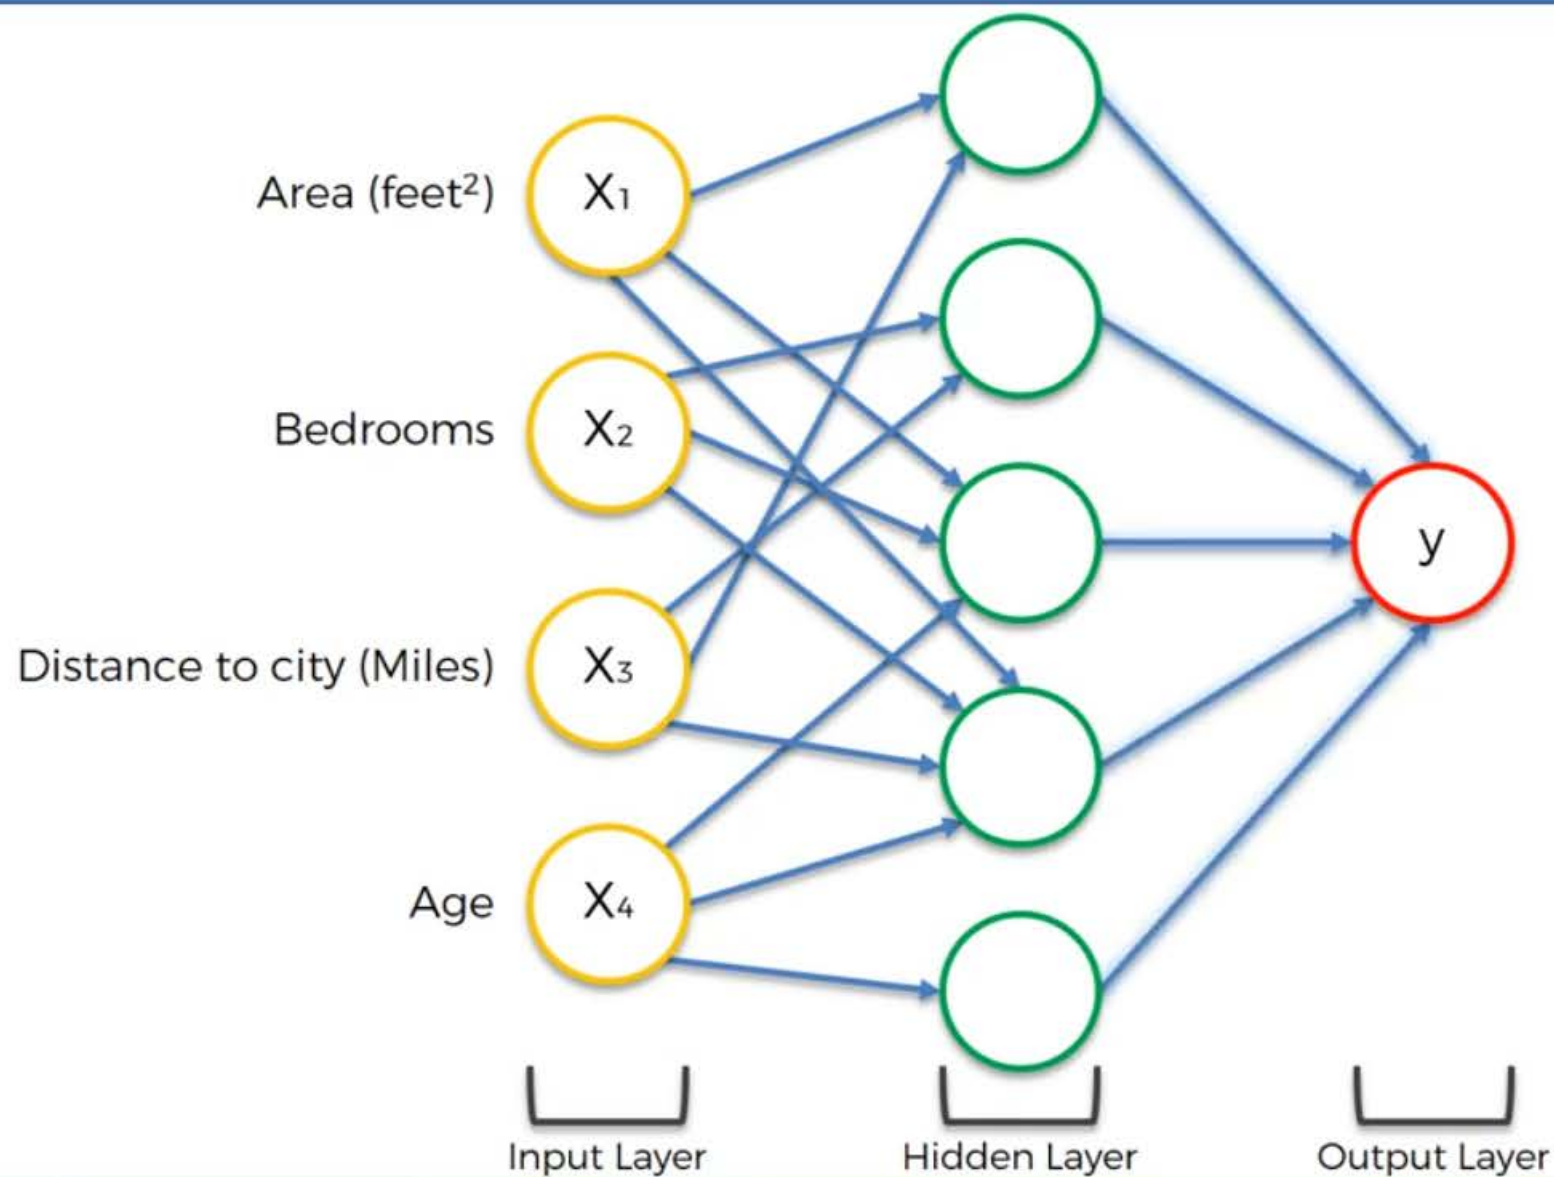 Area (feet²)
X₁
Bedrooms
X₂
Distance to city (Miles)
X₃
Age
X₄
y
Input Layer
Hidden Layer
Output Layer